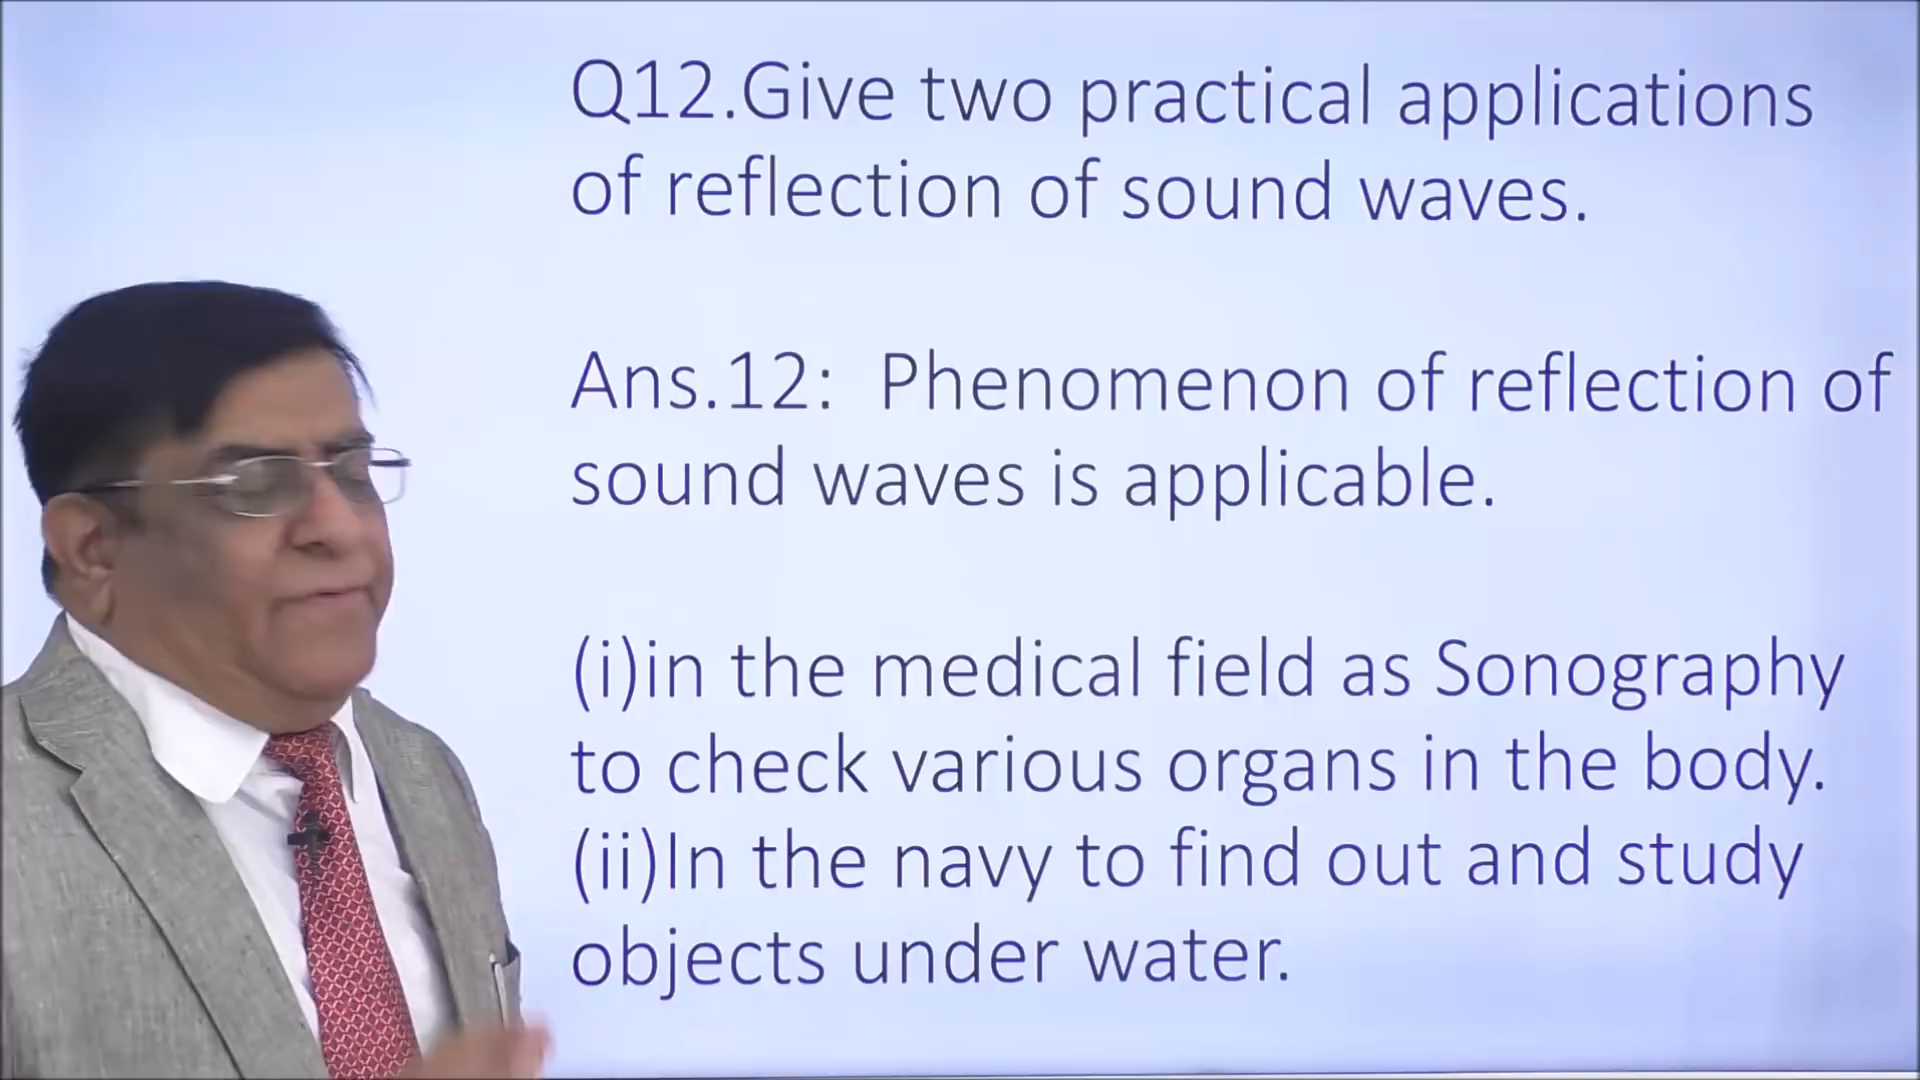 Q12.Give two practical applications
of reflection of sound waves.
Ans.12: Phenomenon of reflection of
sound waves is applicable.
(i)in the medical field as Sonography
to check various organs in the body.
(ii)In the navy to find out and study
objects under water.